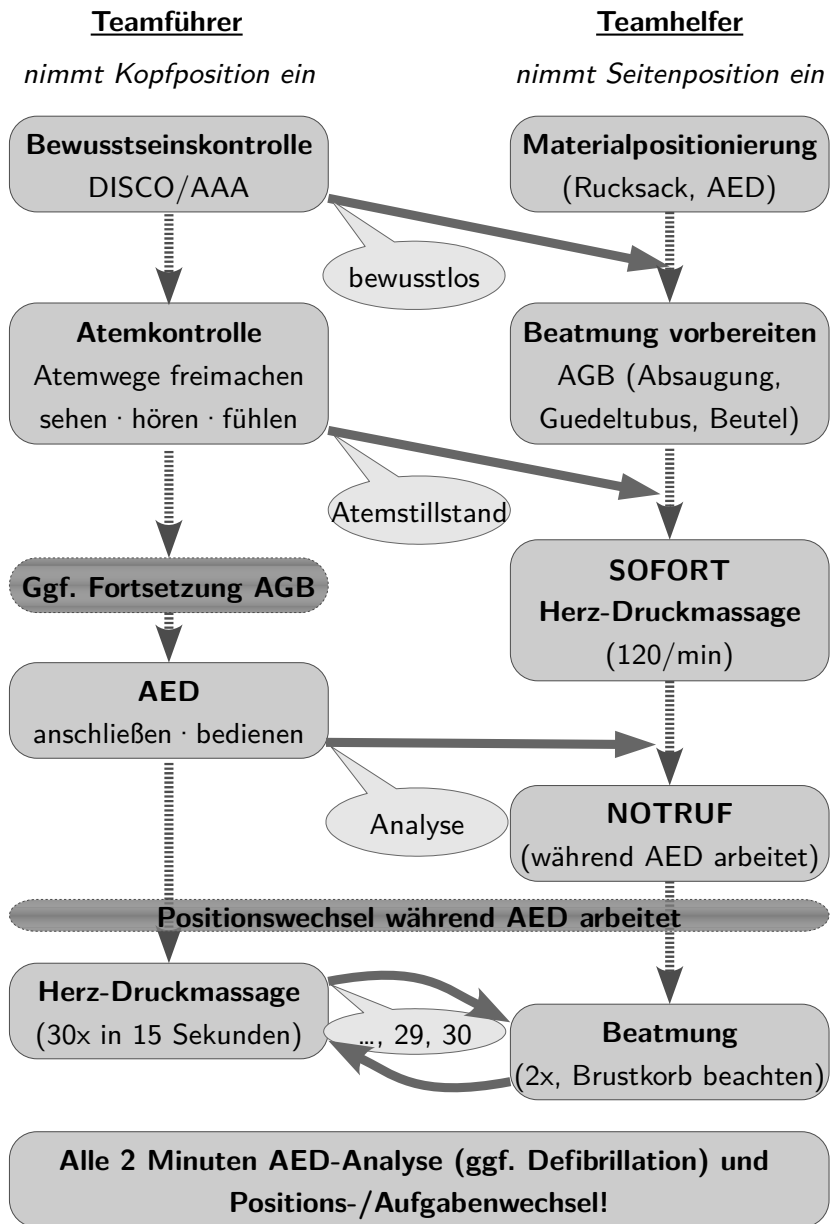 Teamführer
Teamhelfer
nimmt Kopfposition ein
nimmt Seitenposition ein
Bewusstseinskontrolle
DISCO/AAA
Materialpositionierung
(Rucksack, AED)
bewusstlos
Atemkontrolle
Atemwege freimachen
sehen · hören · fühlen
Beatmung vorbereiten
AGB (Absaugung,
Guedeltubus, Beutel)
Atemstillstand
Ggf. Fortsetzung AGB
SOFORT
Herz-Druckmassage
(120/min)
AED
anschließen · bedienen
Analyse
NOTRUF
(während AED arbeitet)
Positionswechsel während AED arbeitet
Herz-Druckmassage
(30x in 15 Sekunden)
..., 29, 30
Beatmung
(2x, Brustkorb beachten)
Alle 2 Minuten AED-Analyse (ggf. Defibrillation) und
Positions-/Aufgabenwechsel!